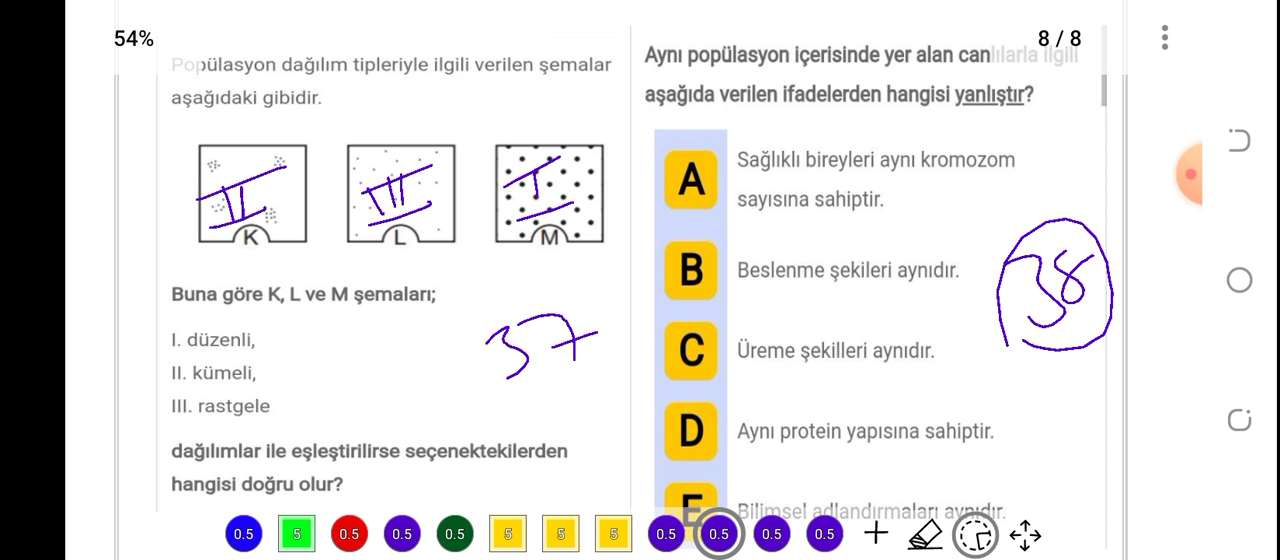 54%
8 / 8
Popülasyon dağılım tipleriyle ilgili verilen şemalar
aşağıdaki gibidir.
II
III
I
K
L
M
Buna göre K, L ve M şemaları;
I. düzenli,
II. kümeli,
III. rastgele
37
dağılımlar ile eşleştirilirse seçenektekilerden
hangisi doğru olur?
Aynı popülasyon içerisinde yer alan canlılarla ilgili
aşağıda verilen ifadelerden hangisi yanlıştır?
A Sağlıklı bireyleri aynı kromozom
sayısına sahiptir.
B Beslenme şekileri aynıdır.
38
C Üreme şekilleri aynıdır.
D Aynı protein yapısına sahiptir.
E Bilimsel adlandırmaları aynıdır.
0.5 5 0.5 0.5 0.5 5 5 5 0.5 0.5 0.5 0.5